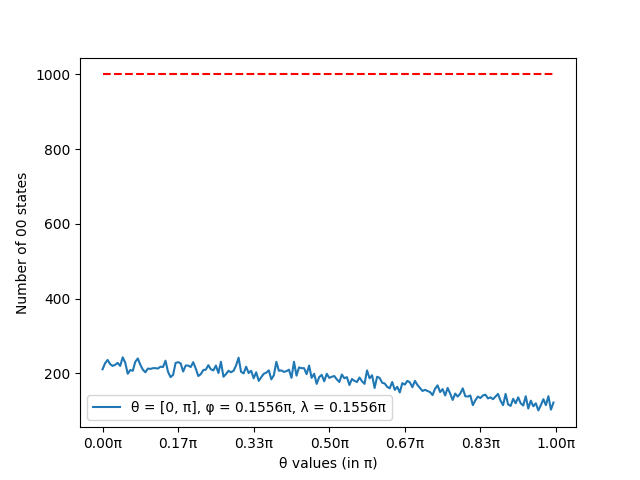 1000
800
600
400
200
Number of 00 states
θ = [0, π], φ = 0.1556π, λ = 0.1556π
0.00π 0.17π 0.33π 0.50π 0.67π 0.83π 1.00π
θ values (in π)